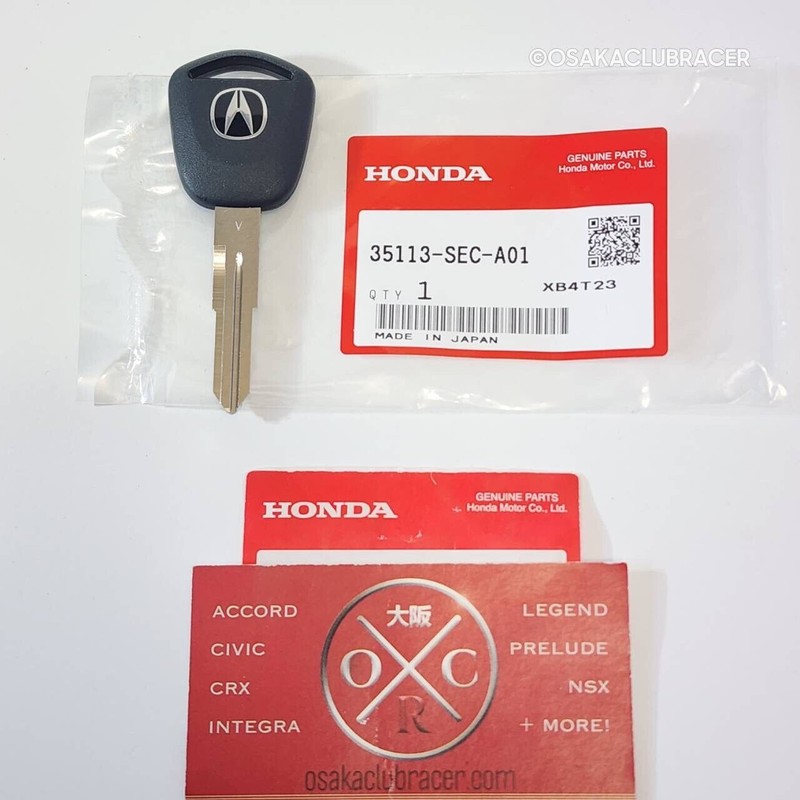 ©OSAKACLUBRACER
HONDA
GENUINE PARTS
Honda Motor Co., Ltd.
35113-SEC-A01
QTY 1
XB4T23
MADE IN JAPAN
V
HONDA
GENUINE PARTS
Honda Motor Co., Ltd.
ACCORD
CIVIC
CRX
INTEGRA
大阪
O C
R
LEGEND
PRELUDE
NSX
+ MORE!
osakaclubracer.com